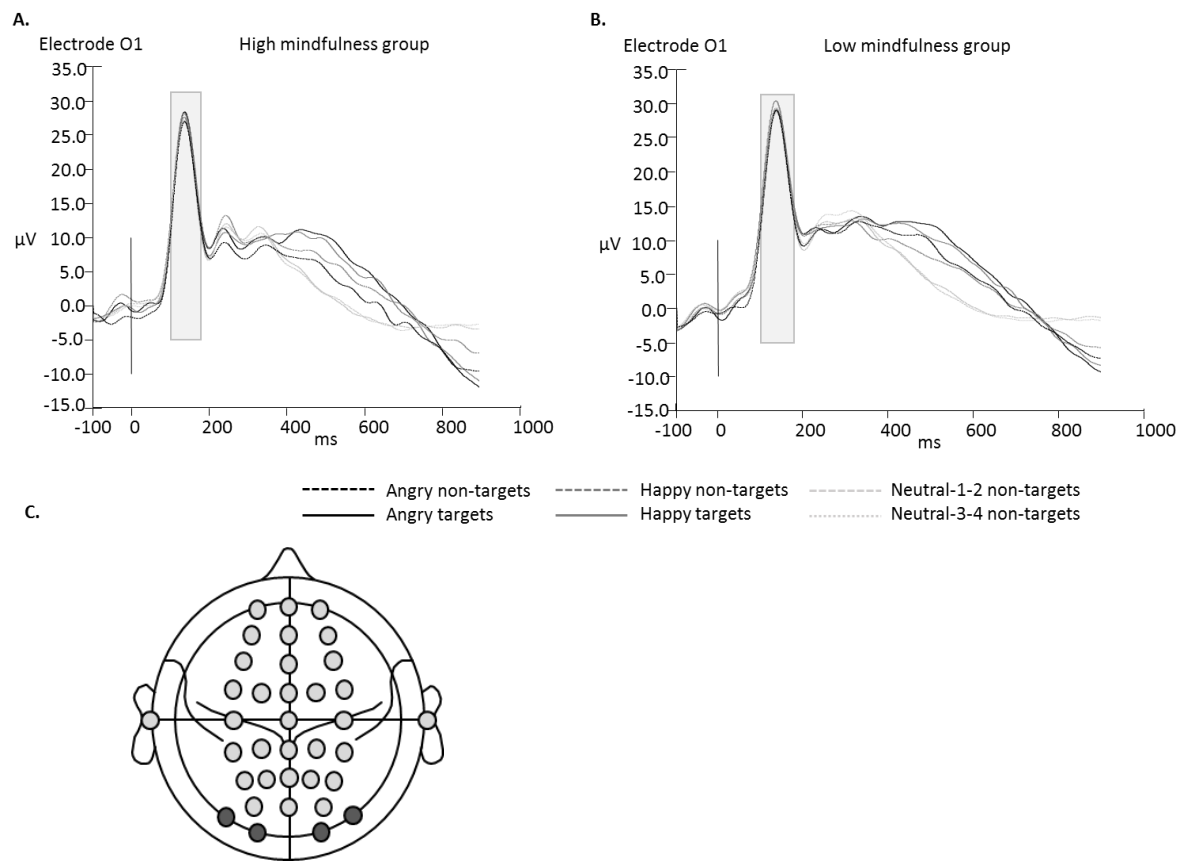 A.
Electrode O1 High mindfulness group
35.0
30.0
25.0
20.0
15.0
μV
10.0
5.0
0.0
-5.0
-10.0
-15.0
-100 0 200 400 600 800 1000
ms
B.
Electrode O1 Low mindfulness group
35.0
30.0
25.0
20.0
15.0
μV
10.0
5.0
0.0
-5.0
-10.0
-15.0
-100 0 200 400 600 800 1000
ms
Angry non-targets Happy non-targets Neutral-1-2 non-targets
Angry targets Happy targets Neutral-3-4 non-targets
C.